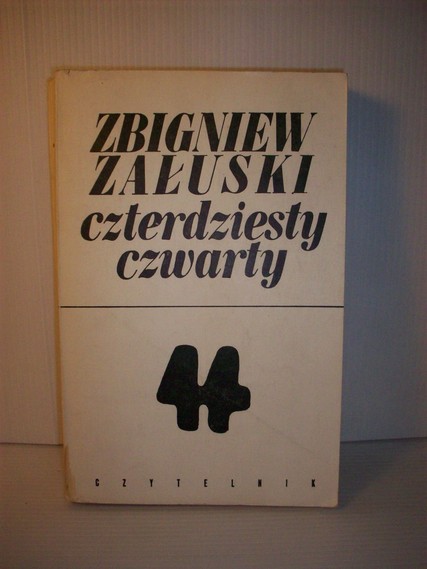 ZBIGNIEW
ZAŁUSKI
czterdziesty
czwarty
44
CZYTELNIK